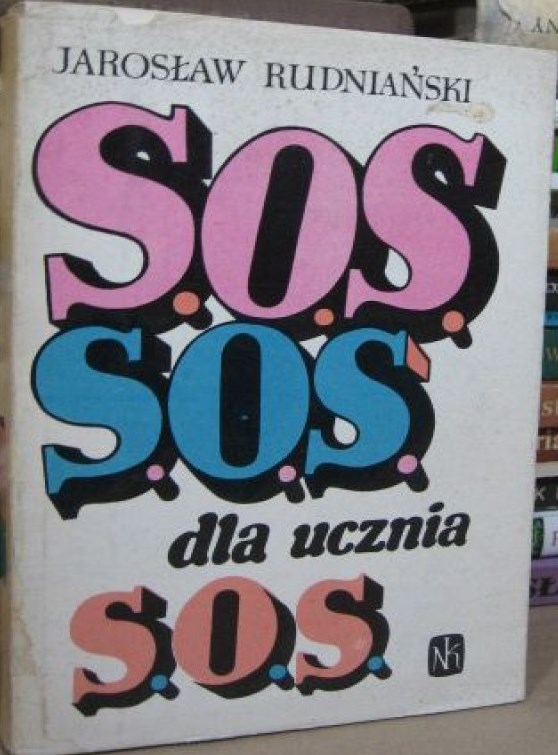 JAROSŁAW RUDNIAŃSKI
S.O.S.
S.O.S.
dla ucznia
S.O.S.
NK